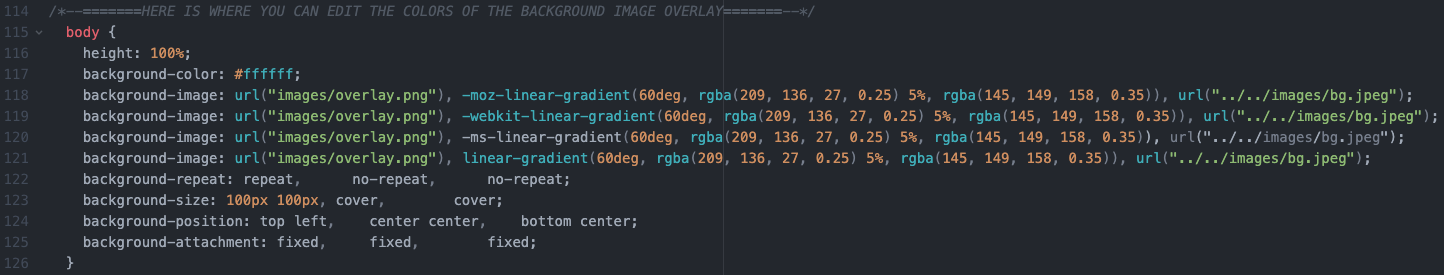 114 /*--=======HERE IS WHERE YOU CAN EDIT THE COLORS OF THE BACKGROUND IMAGE OVERLAY=======--*/
115 body {
116 height: 100%;
117 background-color: #ffffff;
118 background-image: url("images/overlay.png"), -moz-linear-gradient(60deg, rgba(209, 136, 27, 0.25) 5%, rgba(145, 149, 158, 0.35)), url("../../images/bg.jpeg");
119 background-image: url("images/overlay.png"), -webkit-linear-gradient(60deg, rgba(209, 136, 27, 0.25) 5%, rgba(145, 149, 158, 0.35)), url("../../images/bg.jpeg");
120 background-image: url("images/overlay.png"), -ms-linear-gradient(60deg, rgba(209, 136, 27, 0.25) 5%, rgba(145, 149, 158, 0.35)), url("../../images/bg.jpeg");
121 background-image: url("images/overlay.png"), linear-gradient(60deg, rgba(209, 136, 27, 0.25) 5%, rgba(145, 149, 158, 0.35)), url("../../images/bg.jpeg");
122 background-repeat: repeat, no-repeat, no-repeat;
123 background-size: 100px 100px, cover, cover;
124 background-position: top left, center center, bottom center;
125 background-attachment: fixed, fixed, fixed;
126 }